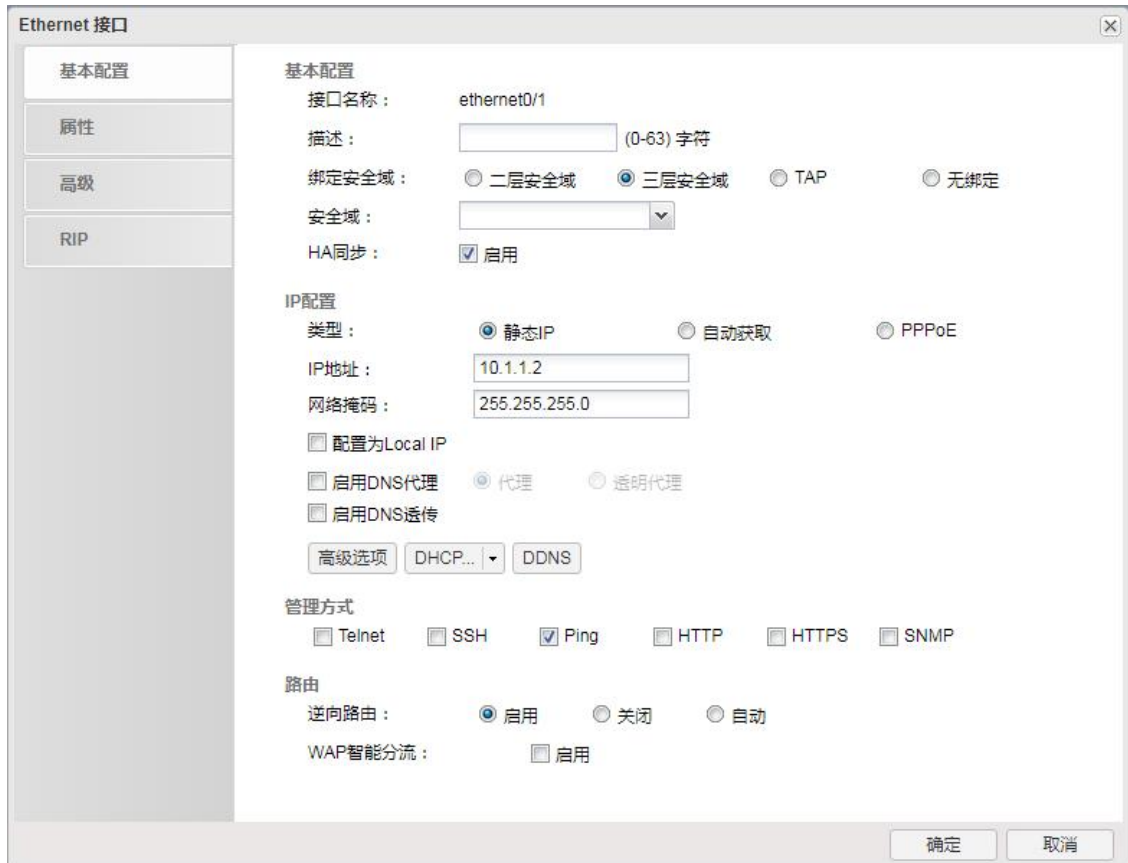 Ethernet 接口
基本配置
属性
高级
RIP
基本配置
接口名称： ethernet0/1
描述： (0-63) 字符
绑定安全域： 二层安全域 三层安全域 TAP 无绑定
安全域：
HA同步： 启用
IP配置
类型： 静态IP 自动获取 PPPoE
IP地址： 10.1.1.2
网络掩码： 255.255.255.0
配置为Local IP
启用DNS代理 代理 透明代理
启用DNS透传
高级选项 DHCP... DDNS
管理方式
Telnet SSH Ping HTTP HTTPS SNMP
路由
逆向路由： 启用 关闭 自动
WAP智能分流： 启用
确定 取消